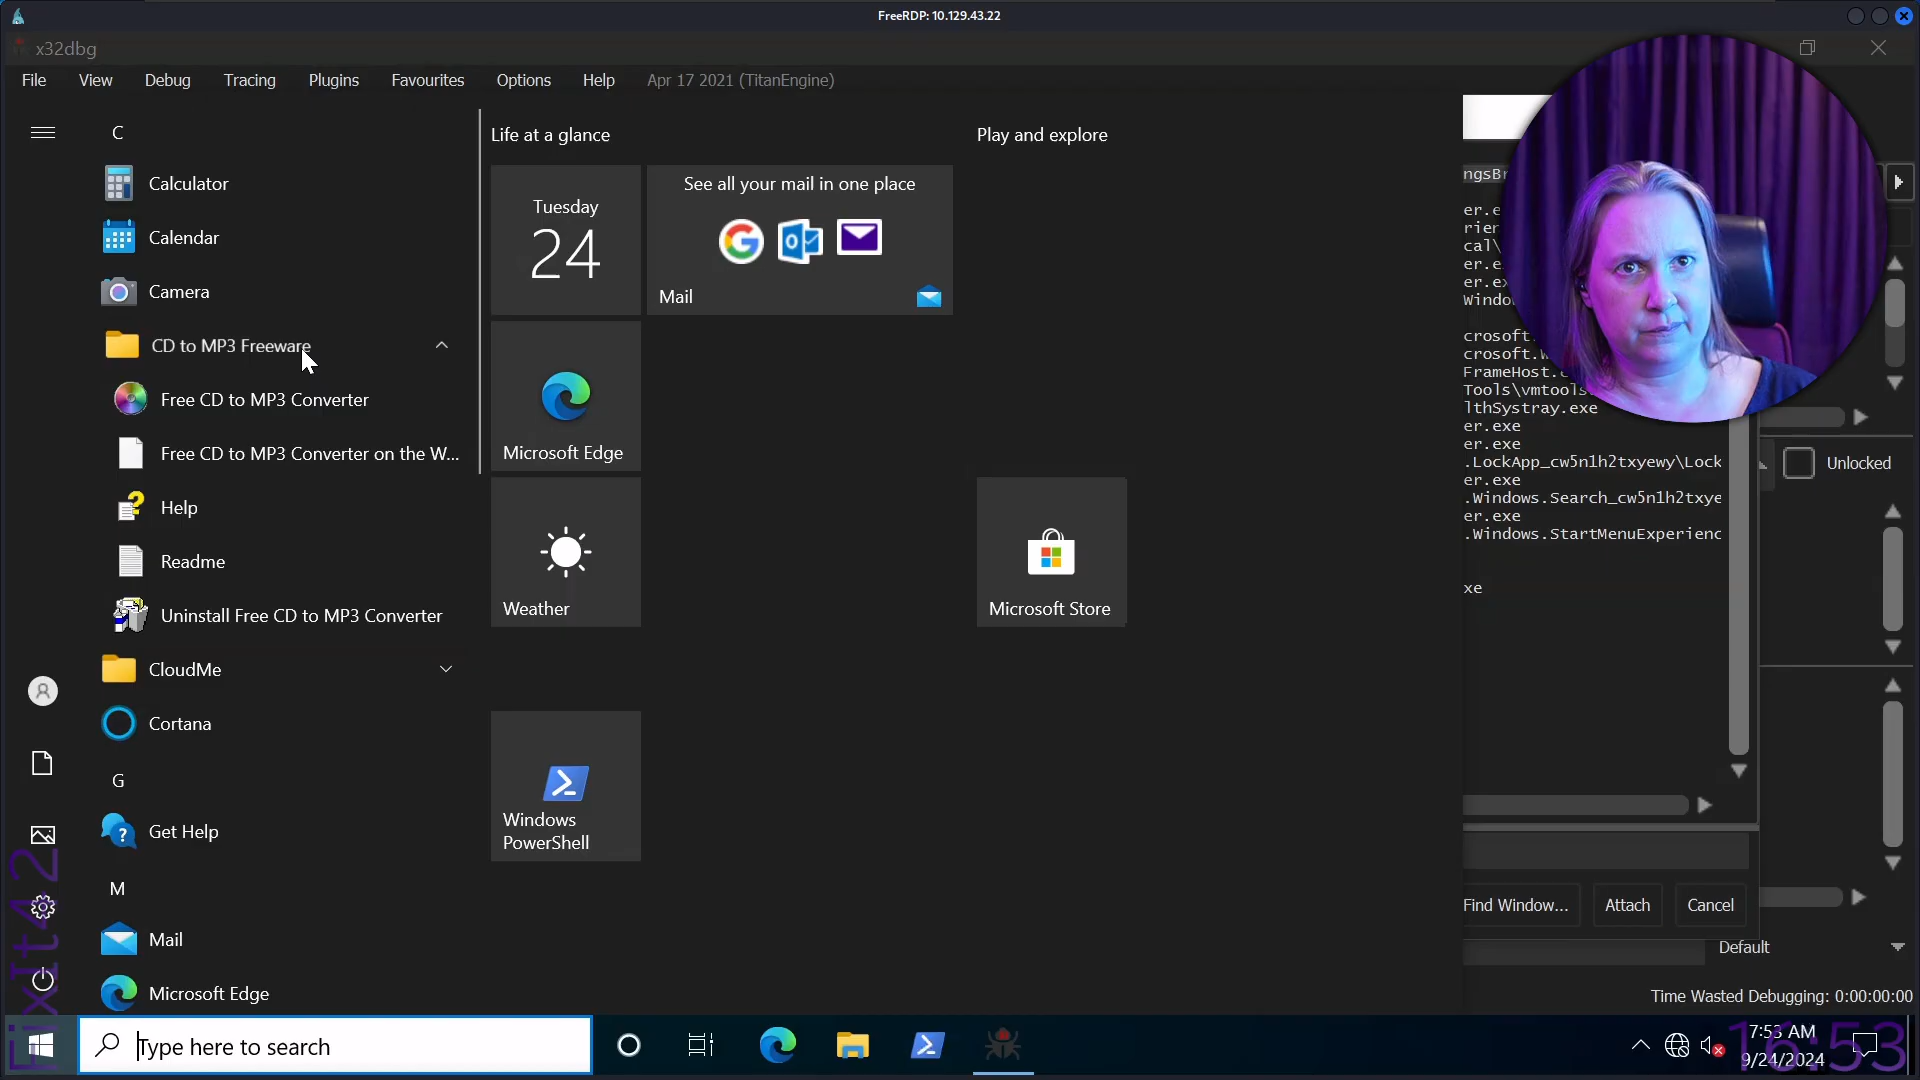 FreeRDP: 10.129.43.22
x32dbg
File View Debug Tracing Plugins Favourites Options Help Apr 17 2021 (TitanEngine)
C
Calculator
Calendar
Camera
CD to MP3 Freeware
Free CD to MP3 Converter
Free CD to MP3 Converter on the W...
Help
Readme
Uninstall Free CD to MP3 Converter
CloudMe
Cortana
G
Get Help
M
Mail
Microsoft Edge
Life at a glance
Tuesday
24
See all your mail in one place
Mail
Microsoft Edge
Weather
Windows
PowerShell
Play and explore
Microsoft Store
ngsBr
er.e
rien
cal\
er.e
er.ex
Windo
crosoft.
crosoft.W
FrameHost.
Tools\vmtools
lthSystray.exe
er.exe
er.exe
.LockApp_cw5n1h2txyewy\Lock
er.exe
.Windows.Search_cw5n1h2txye
er.exe
.Windows.StartMenuExperienc
xe
Unlocked
Find Window... Attach Cancel
Default
Time Wasted Debugging: 0:00:00:00
Type here to search
7:53 AM
9/24/2024
16:53